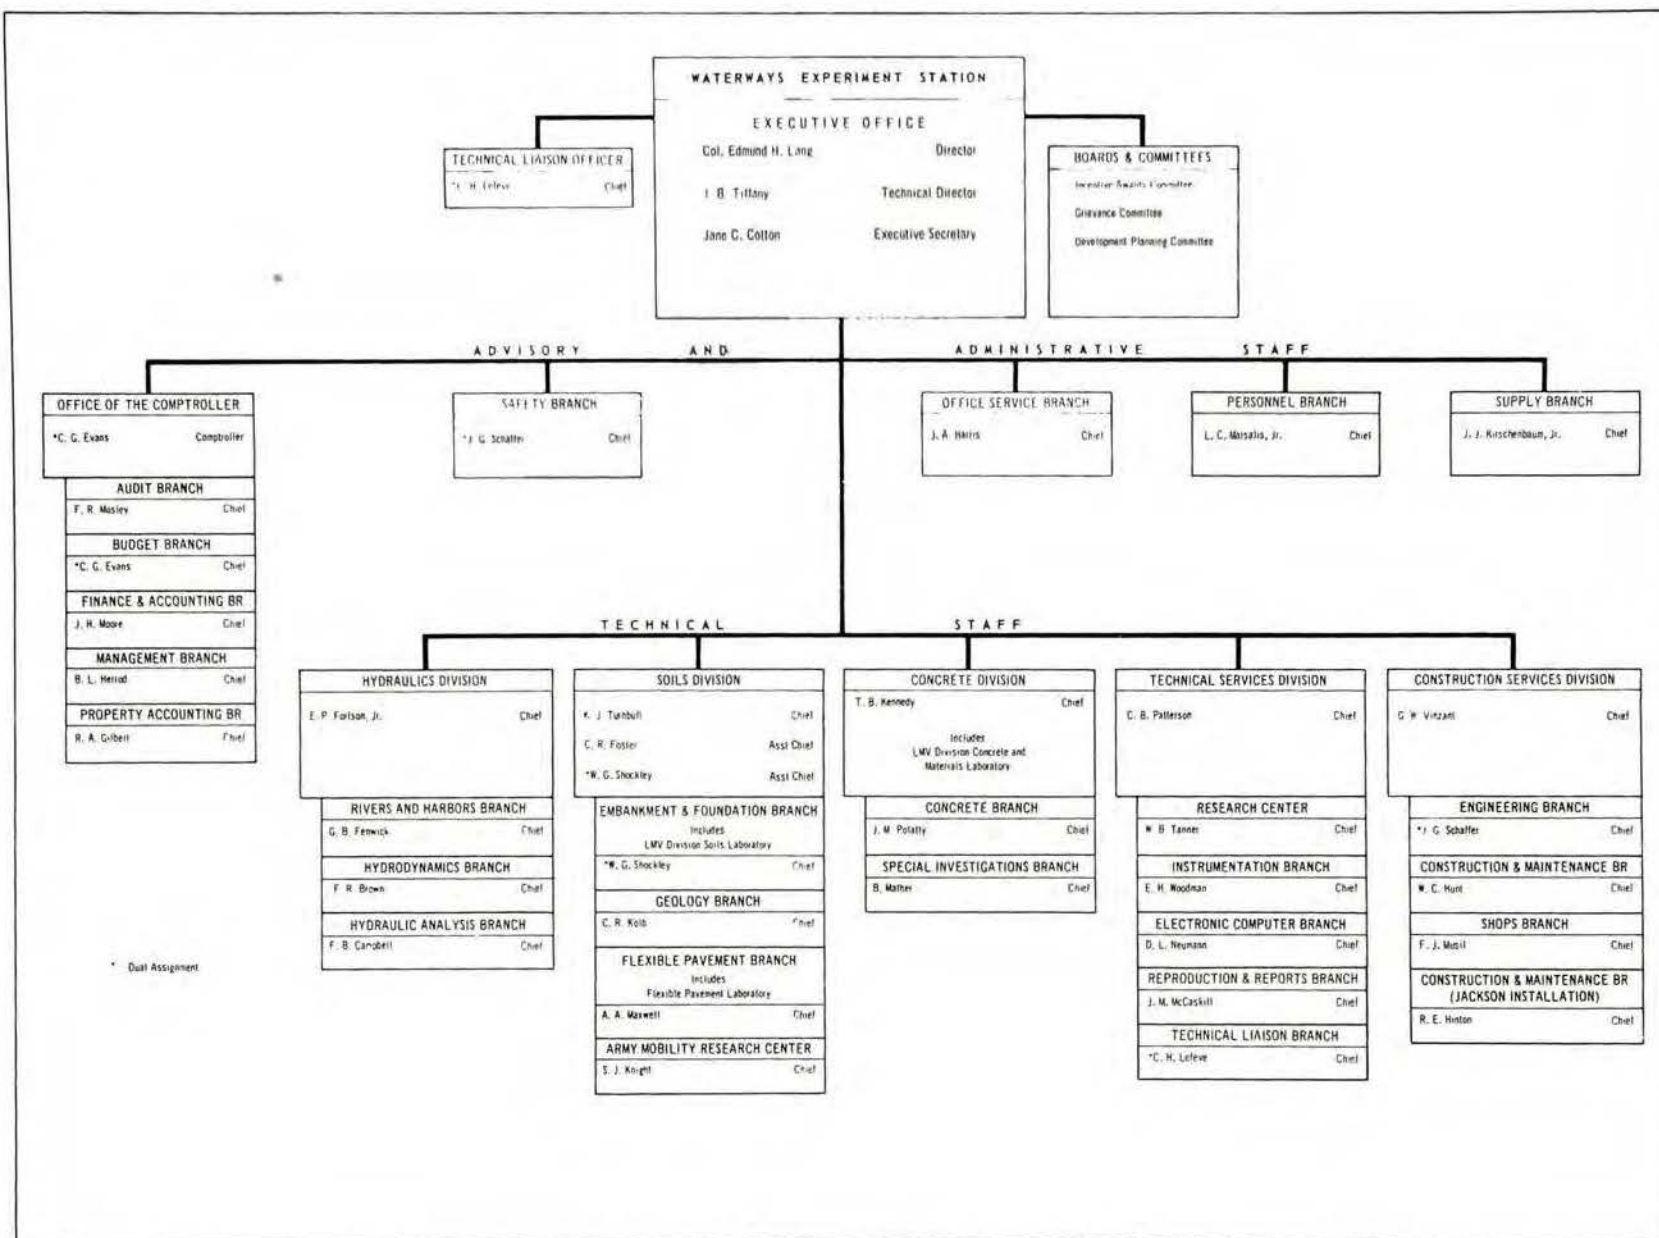 WATERWAYS EXPERIMENT STATION
EXECUTIVE OFFICE
Col. Edmund H. Lang Director
J. B. Tiffany Technical Director
Jane C. Cotton Executive Secretary
TECHNICAL LIAISON OFFICER
*C. H. Lefeve Chief
BOARDS & COMMITTEES
Incentive Awards Committee
Grievance Committee
Development Planning Committee
ADVISORY AND ADMINISTRATIVE STAFF
OFFICE OF THE COMPTROLLER
*C. G. Evans Comptroller
AUDIT BRANCH
F. R. Mosley Chief
BUDGET BRANCH
*C. G. Evans Chief
FINANCE & ACCOUNTING BR
J. H. Moore Chief
MANAGEMENT BRANCH
B. L. Herrod Chief
PROPERTY ACCOUNTING BR
R. A. Gilbert Chief
SAFETY BRANCH
*J. G. Schaffer Chief
OFFICE SERVICE BRANCH
J. A. Harris Chief
PERSONNEL BRANCH
L. C. Marsalis, Jr. Chief
SUPPLY BRANCH
J. J. Kirschenbaum, Jr. Chief
TECHNICAL STAFF
HYDRAULICS DIVISION
E. P. Fortson, Jr. Chief
RIVERS AND HARBORS BRANCH
G. B. Fenwick Chief
HYDRODYNAMICS BRANCH
F. R. Brown Chief
HYDRAULIC ANALYSIS BRANCH
F. B. Campbell Chief
SOILS DIVISION
J. Turnbull Chief
C. R. Foster Asst Chief
*W. G. Shockley Asst Chief
EMBANKMENT & FOUNDATION BRANCH
Includes
LMV Division Soils Laboratory
*W. G. Shockley Chief
GEOLOGY BRANCH
C. R. Kolb Chief
FLEXIBLE PAVEMENT BRANCH
Includes
Flexible Pavement Laboratory
A. A. Maxwell Chief
ARMY MOBILITY RESEARCH CENTER
S. J. Knight Chief
CONCRETE DIVISION
T. B. Kennedy Chief
Includes
LMV Division Concrete and
Materials Laboratory
CONCRETE BRANCH
J. M. Polatty Chief
SPECIAL INVESTIGATIONS BRANCH
B. Mather Chief
TECHNICAL SERVICES DIVISION
C. B. Patterson Chief
RESEARCH CENTER
W. B. Tanner Chief
INSTRUMENTATION BRANCH
E. H. Woodman Chief
ELECTRONIC COMPUTER BRANCH
D. L. Neumann Chief
REPRODUCTION & REPORTS BRANCH
J. M. McCaskill Chief
TECHNICAL LIAISON BRANCH
*C. H. Lefeve Chief
CONSTRUCTION SERVICES DIVISION
G. W. Vinzant Chief
ENGINEERING BRANCH
*J. G. Schaffer Chief
CONSTRUCTION & MAINTENANCE BR
W. C. Hunt Chief
SHOPS BRANCH
F. J. Musil Chief
CONSTRUCTION & MAINTENANCE BR
(JACKSON INSTALLATION)
R. E. Hinton Chief
* Dual Assignment